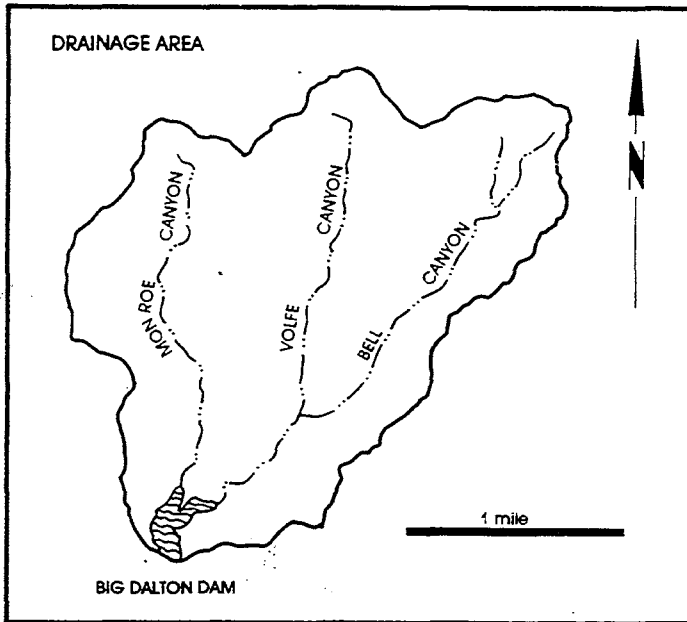 DRAINAGE AREA
N
CANYON
MON ROE
CANYON
VOLFE
CANYON
BELL
1 mile
BIG DALTON DAM